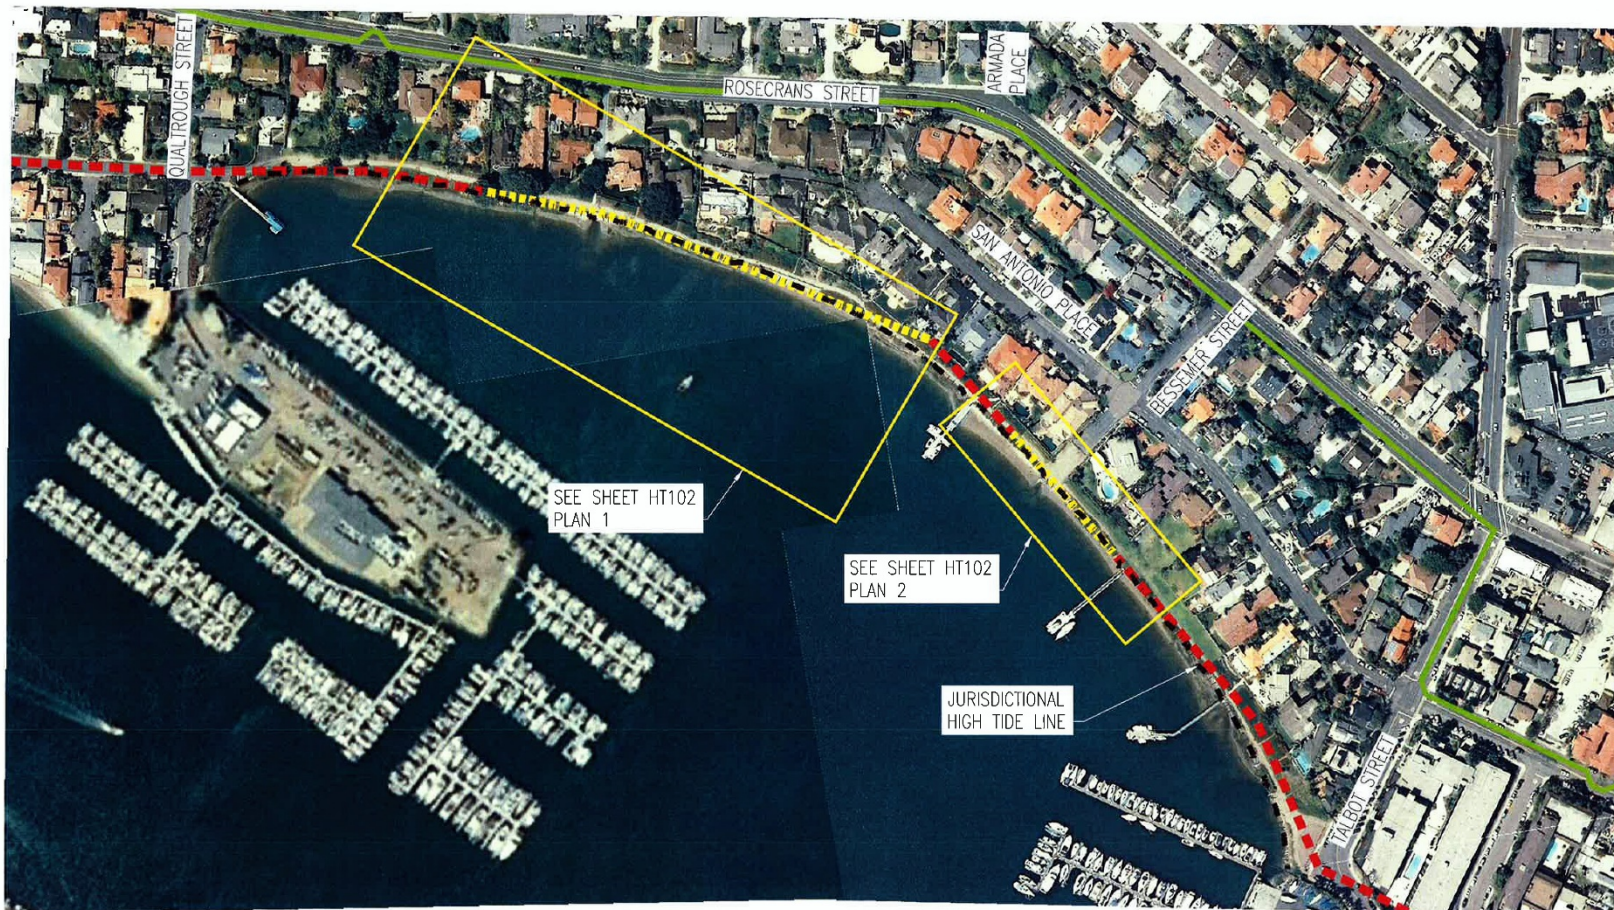 QUALTROUGH STREET
ROSECRANS STREET
ARMADA
PLACE
SAN ANTONIO PLACE
BESSEMER STREET
SEE SHEET HT102
PLAN 1
SEE SHEET HT102
PLAN 2
JURISDICTIONAL
HIGH TIDE LINE
TALBOT STREET